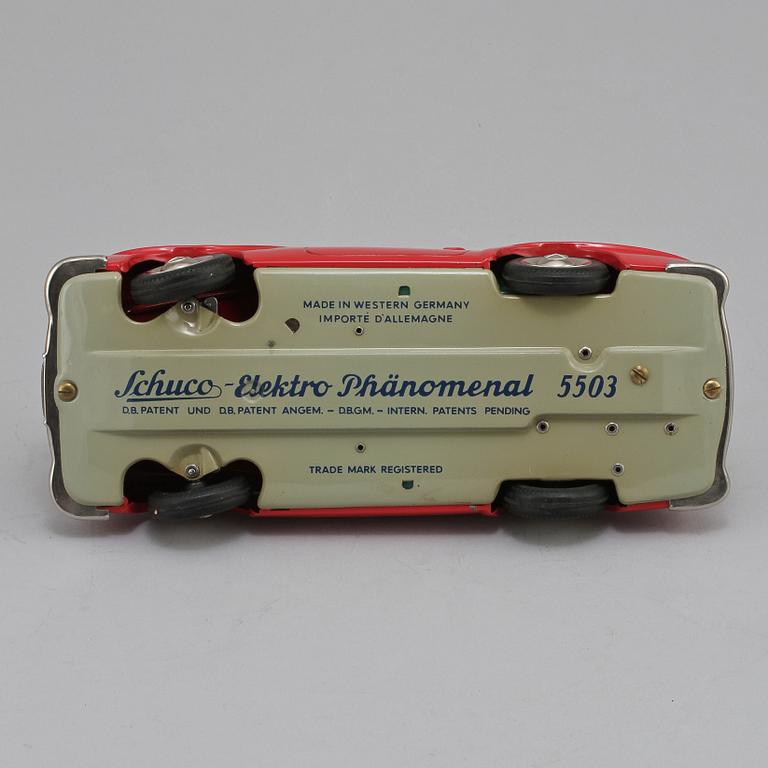 MADE IN WESTERN GERMANY
IMPORTÉ D'ALLEMAGNE
Schuco-Elektro Phänomenal 5503
D.B. PATENT UND D.B. PATENT ANGEM. – D.B.G.M. – INTERN. PATENTS PENDING
TRADE MARK REGISTERED